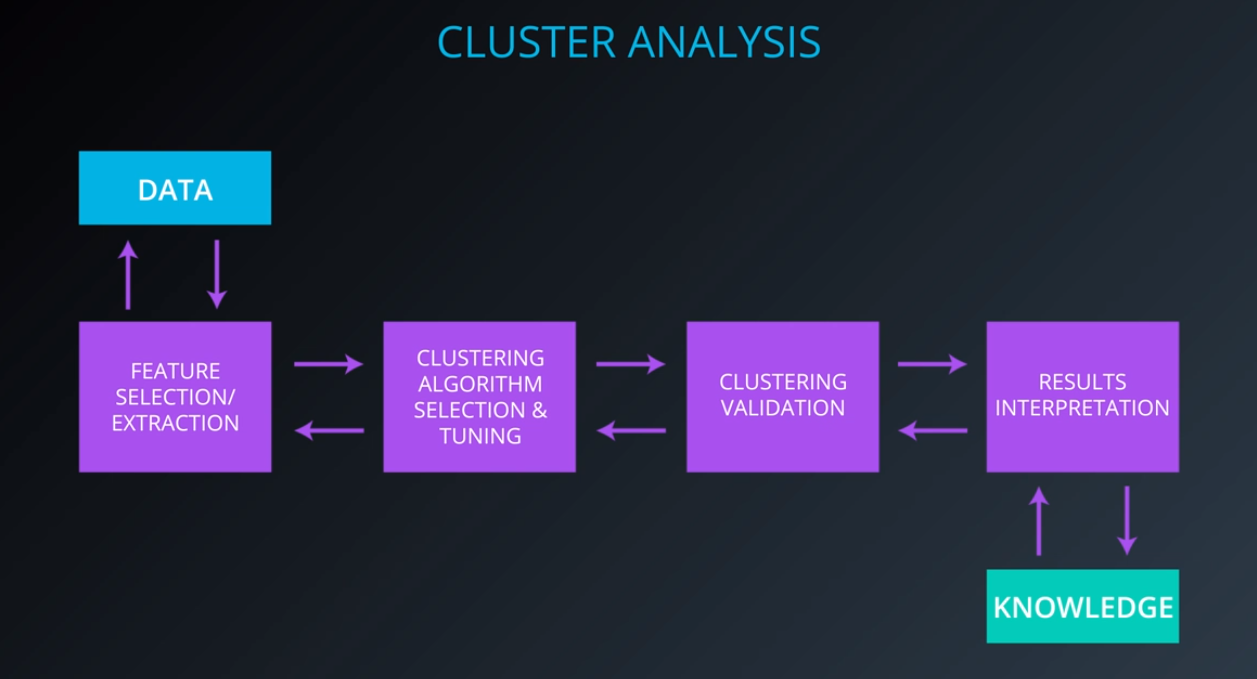 CLUSTER ANALYSIS
DATA
FEATURE
SELECTION/
EXTRACTION
CLUSTERING
ALGORITHM
SELECTION &
TUNING
CLUSTERING
VALIDATION
RESULTS
INTERPRETATION
KNOWLEDGE